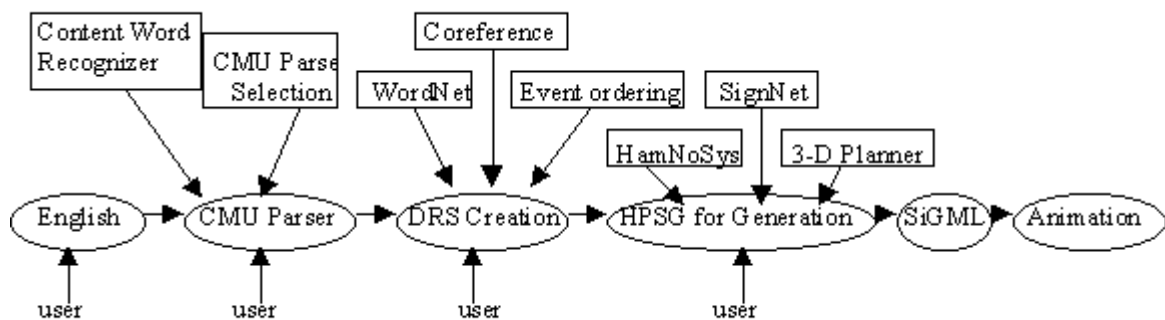 Content Word
Recognizer
CMU Parse
Selection
Coreference
WordNet
Event ordering
SignNet
HamNoSys
3-D Planner
English
CMU Parser
DRS Creation
HPSG for Generation
SiGML
Animation
user
user
user
user